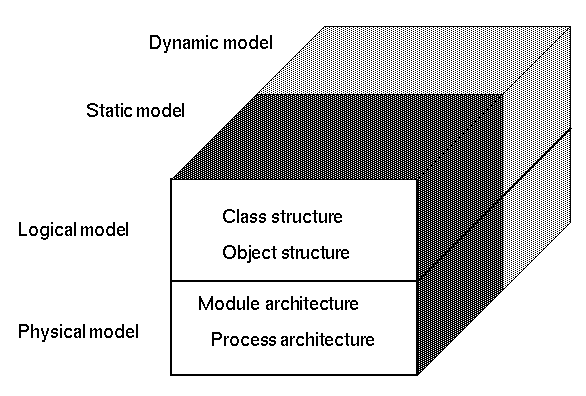 Dynamic model
Static model
Logical model
Class structure
Object structure
Physical model
Module architecture
Process architecture